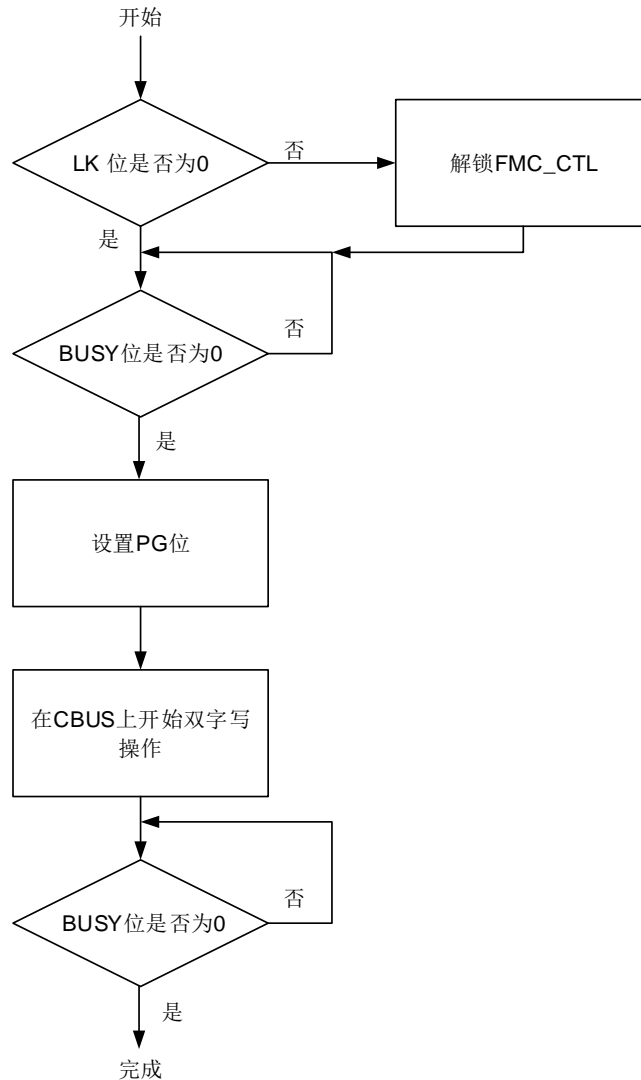 开始
LK 位是否为0
否
解锁FMC_CTL
是
BUSY位是否为0
否
是
设置PG位
在CBUS上开始双字写
操作
BUSY位是否为0
否
是
完成